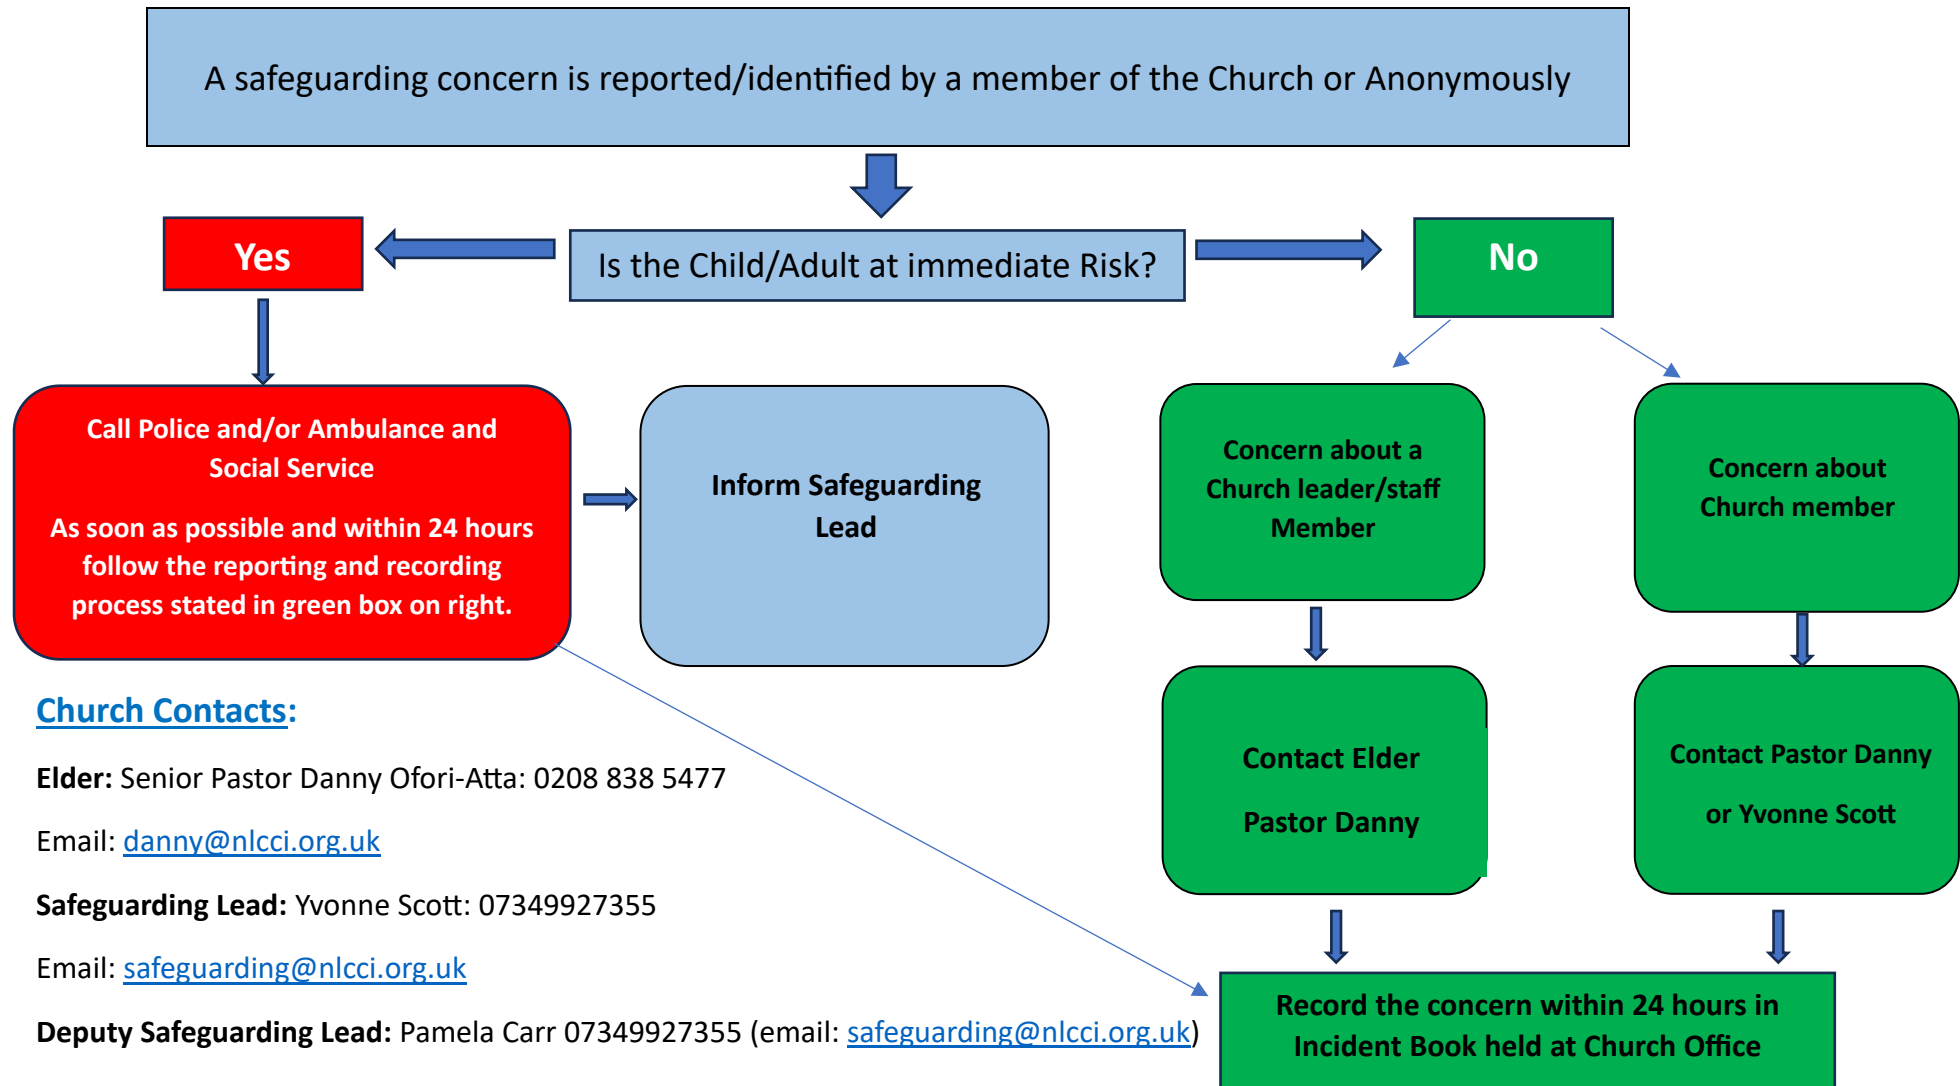 A safeguarding concern is reported/identified by a member of the Church or Anonymously
Yes
Is the Child/Adult at immediate Risk?
No
Call Police and/or Ambulance and
Social Service
As soon as possible and within 24 hours
follow the reporting and recording
process stated in green box on right.
Inform Safeguarding
Lead
Concern about a
Church leader/staff
Member
Concern about
Church member
Contact Elder
Pastor Danny
Contact Pastor Danny
or Yvonne Scott
Church Contacts:
Elder: Senior Pastor Danny Ofori-Atta: 0208 838 5477
Email: danny@nlcci.org.uk
Safeguarding Lead: Yvonne Scott: 07349927355
Email: safeguarding@nlcci.org.uk
Deputy Safeguarding Lead: Pamela Carr 07349927355 (email: safeguarding@nlcci.org.uk)
Record the concern within 24 hours in
Incident Book held at Church Office